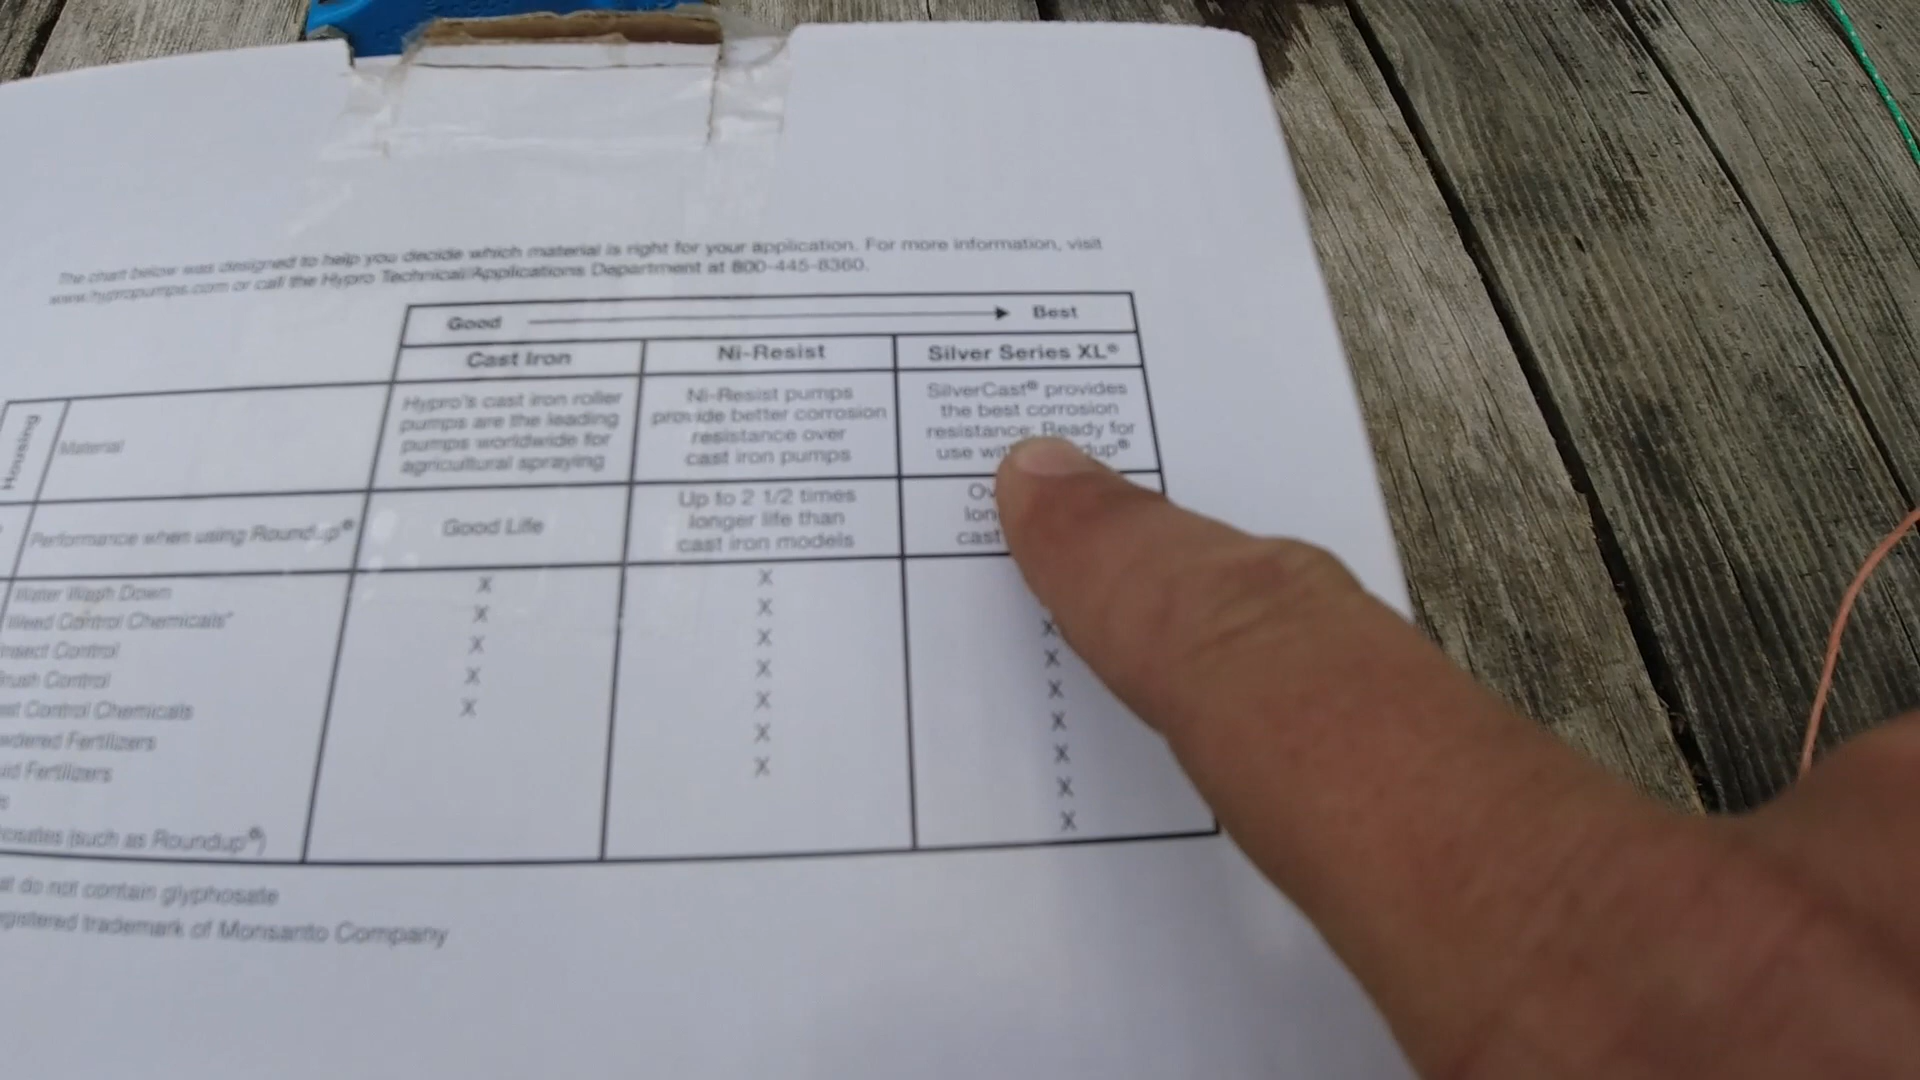 The chart below was designed to help you decide which material is right for your application. For more information, visit
www.hypropumps.com or call the Hypro Technical/Applications Department at 800-445-8360.
Good Best
Cast Iron Ni-Resist Silver Series XL®
Housing
Material
Hypro's cast iron roller
pumps are the leading
pumps worldwide for
agricultural spraying
Ni-Resist pumps
provide better corrosion
resistance over
cast iron pumps
SilverCast® provides
the best corrosion
resistance; Ready for
use
Performance when using Roundup®
Good Life
Up to 2 1/2 times
longer life than
cast iron models
cast
Water Wash Down X X
Weed Control Chemicals* X X
Insect Control X X X
Control X X X
Control Chemicals X X X
Fertilizers X X
Fertilizers X X
X
(such as Roundup®) X
do not contain glyphosate
trademark of Monsanto Company